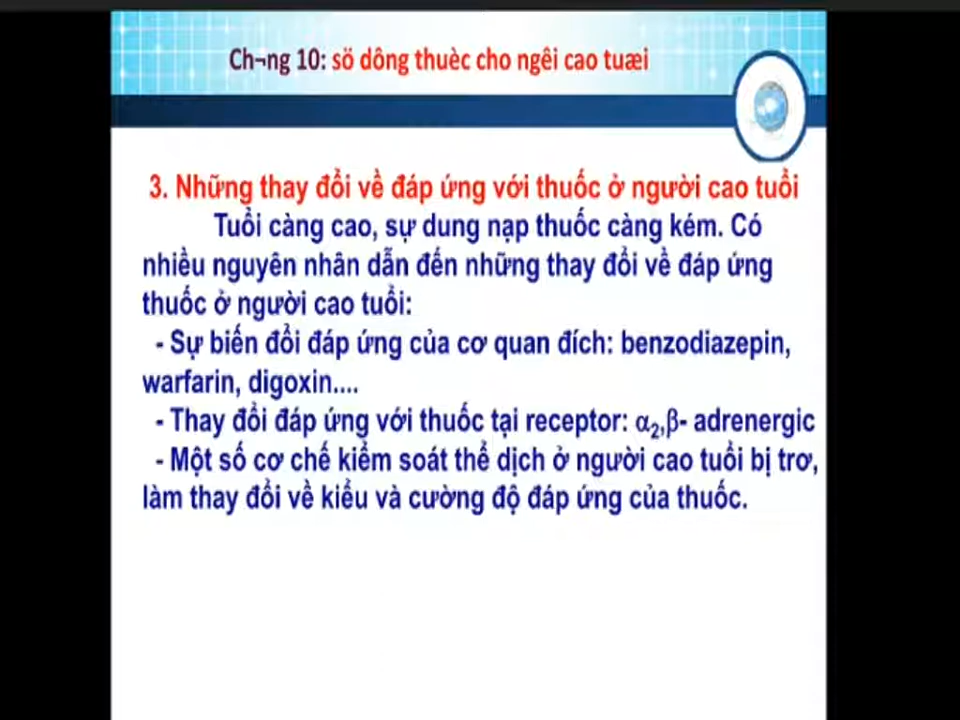 Ch¬ng 10: sö dông thuèc cho ngêi cao tuæi
3. Những thay đổi về đáp ứng với thuốc ở người cao tuổi
Tuổi càng cao, sự dung nạp thuốc càng kém. Có
nhiều nguyên nhân dẫn đến những thay đổi về đáp ứng
thuốc ở người cao tuổi:
- Sự biến đổi đáp ứng của cơ quan đích: benzodiazepin,
warfarin, digoxin....
- Thay đổi đáp ứng với thuốc tại receptor: α₂,β- adrenergic
- Một số cơ chế kiểm soát thể dịch ở người cao tuổi bị trơ,
làm thay đổi về kiểu và cường độ đáp ứng của thuốc.